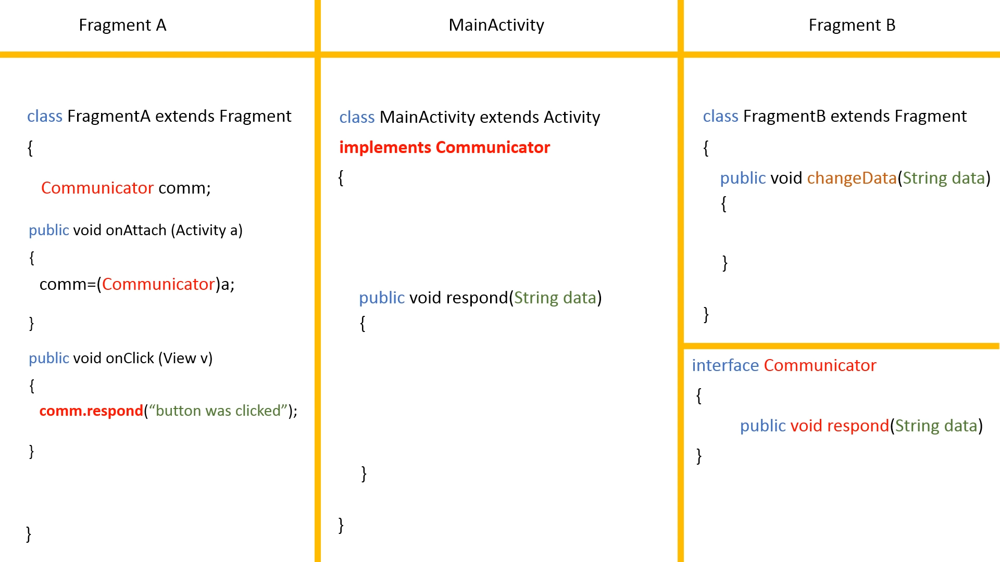 Fragment A
class FragmentA extends Fragment
{
Communicator comm;
public void onAttach (Activity a)
{
comm=(Communicator)a;
}
public void onClick (View v)
{
comm.respond(“button was clicked”);
}
}
MainActivity
class MainActivity extends Activity
implements Communicator
{
public void respond(String data)
{
}
}
Fragment B
class FragmentB extends Fragment
{
public void changeData(String data)
{
}
}
interface Communicator
{
public void respond(String data)
}